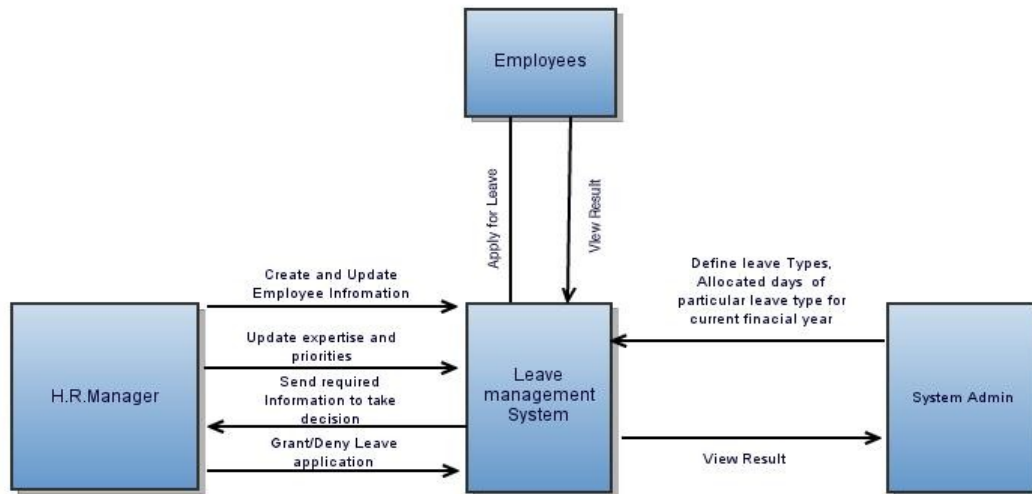 Employees
Apply for Leave
View Result
Create and Update
Employee Infromation
Update expertise and
priorities
Send required
Information to take
decision
Grant/Deny Leave
application
H.R.Manager
Leave
management
System
Define leave Types,
Allocated days of
particular leave type for
current finacial year
View Result
System Admin